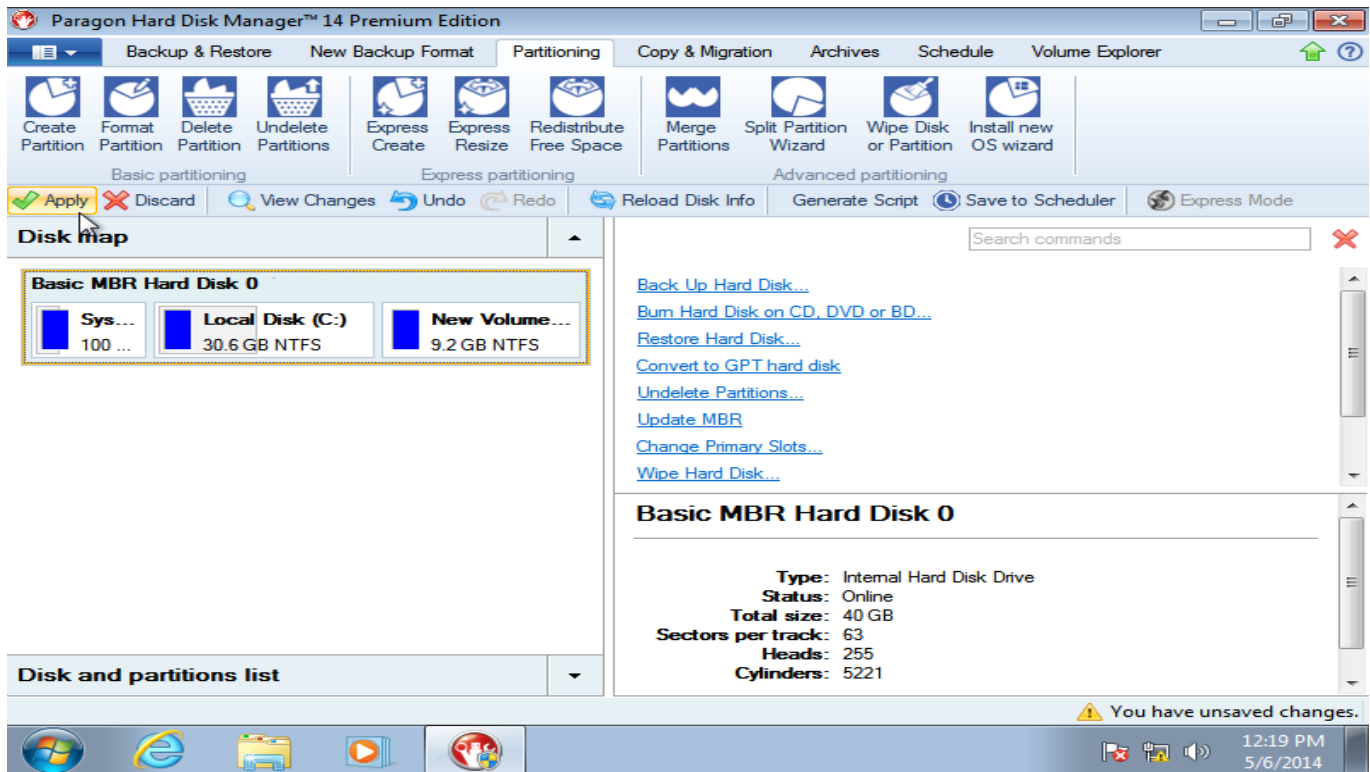 Paragon Hard Disk Manager™ 14 Premium Edition
Backup & Restore New Backup Format Partitioning Copy & Migration Archives Schedule Volume Explorer
Create Partition
Format Partition
Delete Partition
Undelete Partitions
Express Create
Express Resize
Redistribute Free Space
Merge Partitions
Split Partition Wizard
Wipe Disk or Partition
Install new OS wizard
Basic partitioning Express partitioning Advanced partitioning
Apply Discard View Changes Undo Redo Reload Disk Info Generate Script Save to Scheduler Express Mode
Disk map
Basic MBR Hard Disk 0
Sys...
100 ...
Local Disk (C:)
30.6 GB NTFS
New Volume...
9.2 GB NTFS
Disk and partitions list
Search commands
Back Up Hard Disk...
Burn Hard Disk on CD, DVD or BD...
Restore Hard Disk...
Convert to GPT hard disk
Undelete Partitions...
Update MBR
Change Primary Slots...
Wipe Hard Disk...
Basic MBR Hard Disk 0
Type: Internal Hard Disk Drive
Status: Online
Total size: 40 GB
Sectors per track: 63
Heads: 255
Cylinders: 5221
You have unsaved changes.
12:19 PM
5/6/2014